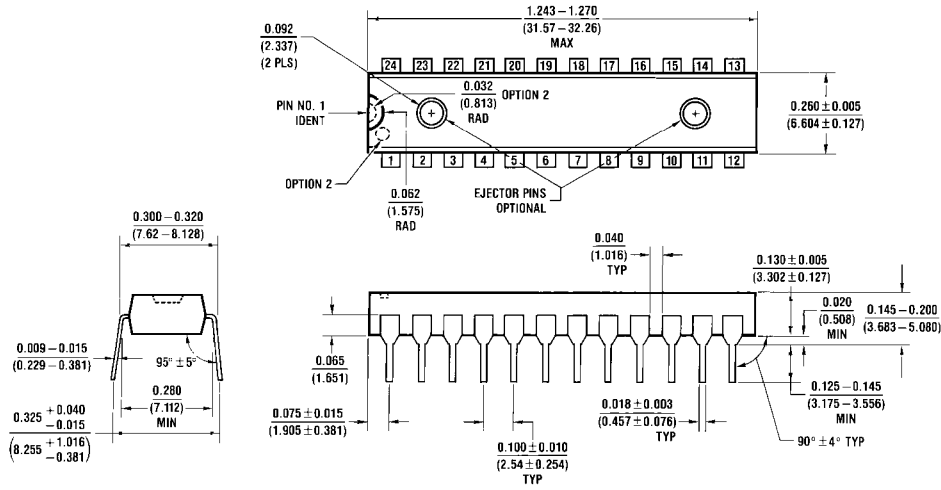 1.243 – 1.270
(31.57 – 32.26)
MAX
0.092
(2.337)
(2 PLS)
24 23 22 21 20 19 18 17 16 15 14 13
PIN NO. 1
IDENT
0.032
(0.813)
RAD
OPTION 2
0.260 ± 0.005
(6.604 ± 0.127)
1 2 3 4 5 6 7 8 9 10 11 12
OPTION 2
0.062
(1.575)
RAD
EJECTOR PINS
OPTIONAL
0.300 – 0.320
(7.62 – 8.128)
0.040
(1.016)
TYP
0.130 ± 0.005
(3.302 ± 0.127)
0.020
(0.508)
MIN
0.145 – 0.200
(3.683 – 5.080)
0.009 – 0.015
(0.229 – 0.381)
95° ± 5°
0.280
(7.112)
MIN
0.325 + 0.040
– 0.015
(8.255 + 1.016
– 0.381)
0.065
(1.651)
0.075 ± 0.015
(1.905 ± 0.381)
0.100 ± 0.010
(2.54 ± 0.254)
TYP
0.018 ± 0.003
(0.457 ± 0.076)
TYP
0.125 – 0.145
(3.175 – 3.556)
MIN
90° ± 4° TYP